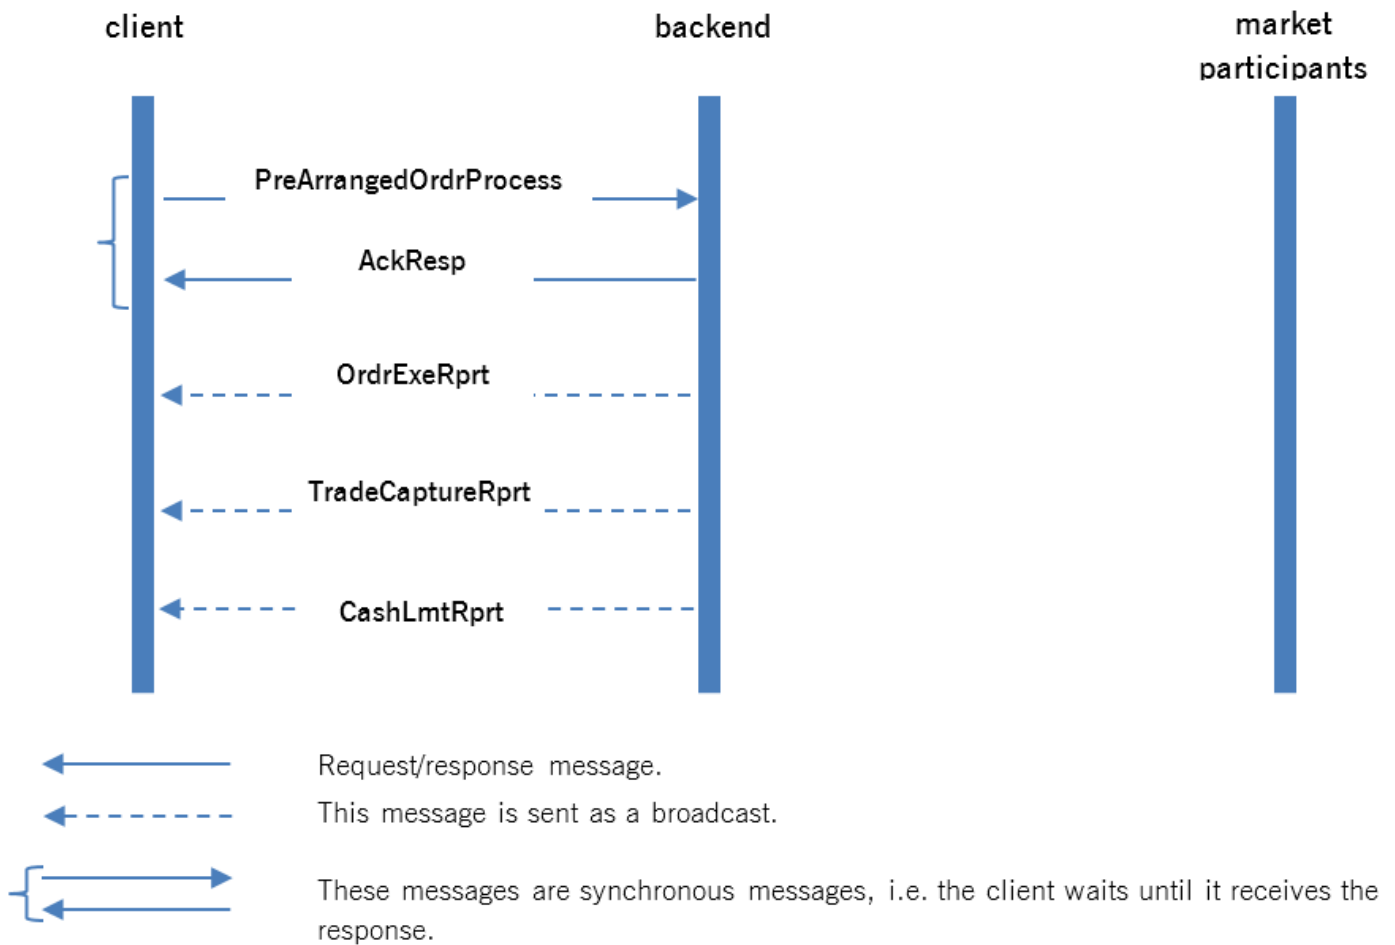 client
backend
market
participants
PreArrangedOrdrProcess
AckResp
OrdrExeRprt
TradeCaptureRprt
CashLmtRprt
Request/response message.
This message is sent as a broadcast.
These messages are synchronous messages, i.e. the client waits until it receives the
response.